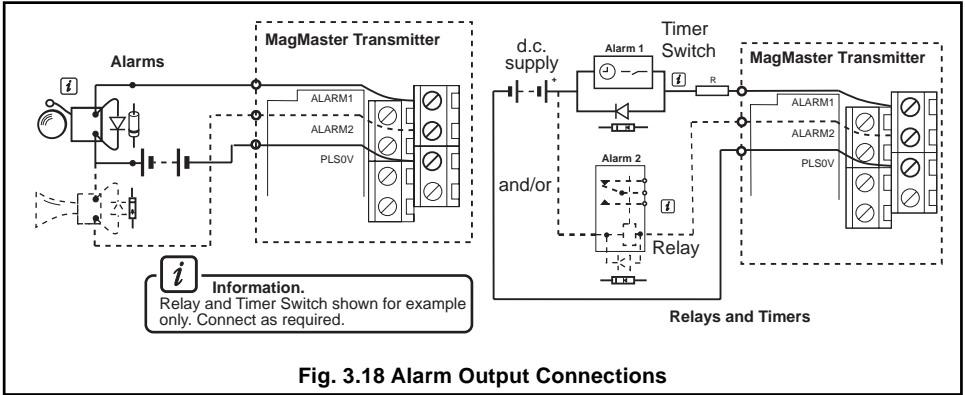 Alarms
i
MagMaster Transmitter
ALARM1
ALARM2
PLS0V
i
Information.
Relay and Timer Switch shown for example
only. Connect as required.
d.c.
supply
+
Timer
Switch
Alarm 1
i
R
MagMaster Transmitter
ALARM1
ALARM2
PLS0V
and/or
Alarm 2
i
Relay
Relays and Timers
Fig. 3.18 Alarm Output Connections